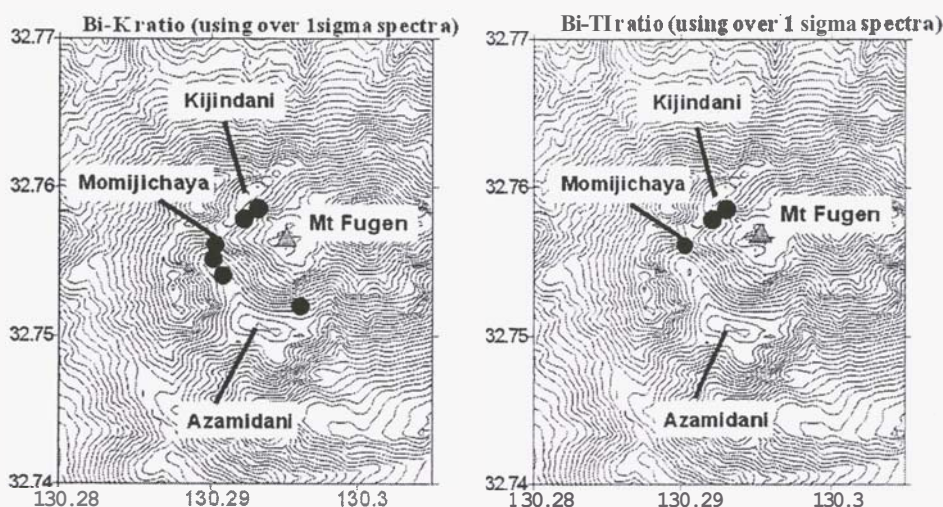 Bi-K ratio (using over 1sigma spectra)
32.77
Kijindani
32.76
Momijichaya
Mt Fugen
32.75
Azamidani
32.74
130.28
130.29
130.3
Bi-TI ratio (using over 1 sigma spectra)
32.77
Kijindani
32.76
Momijichaya
Mt Fugen
32.75
Azamidani
32.74
130.28
130.29
130.3